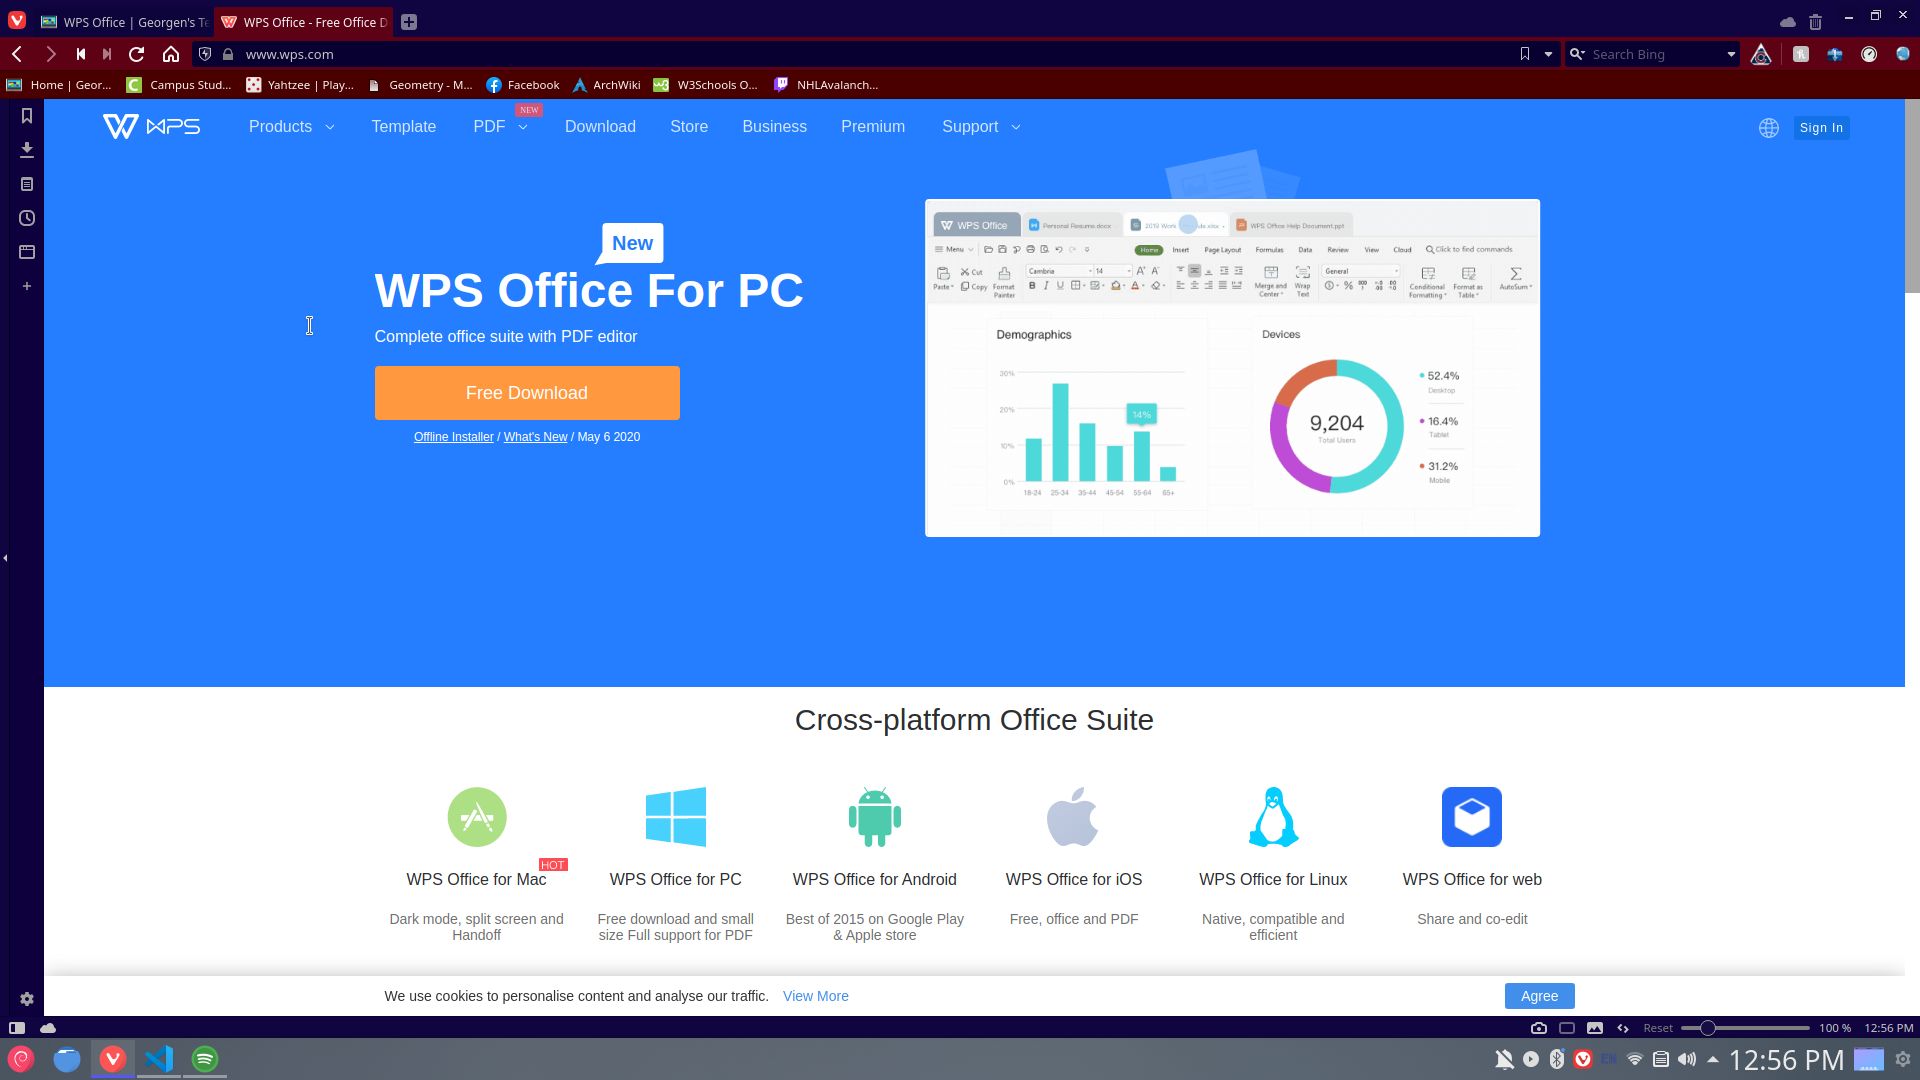 WPS Office | Georgen's Te
WPS Office - Free Office D
www.wps.com
Search Bing
Home | Geor...
Campus Stud...
Yahtzee | Play...
Geometry - M...
Facebook
ArchWiki
W3Schools O...
NHLAvalanch...
WPS
Products
Template
PDF
NEW
Download
Store
Business
Premium
Support
Sign In
New
WPS Office For PC
Complete office suite with PDF editor
Free Download
Offline Installer / What's New / May 6 2020
WPS Office
Personal Resume.docx
2019 Work
.xlsx
WPS Office Help Document.ppt
Menu
Home
Insert
Page Layout
Formulas
Data
Review
View
Cloud
Click to find commands
Paste
Cut
Copy
Format Painter
Cambria
14
B I U
Merge and Center
Wrap Text
General
Conditional Formatting
Format as Table
AutoSum
Demographics
30%
20%
10%
0%
14%
18-24 25-34 35-44 45-54 55-64 65+
Devices
9,204
Total Users
52.4%
Desktop
16.4%
Tablet
31.2%
Mobile
Cross-platform Office Suite
HOT
WPS Office for Mac
Dark mode, split screen and
Handoff
WPS Office for PC
Free download and small
size Full support for PDF
WPS Office for Android
Best of 2015 on Google Play
& Apple store
WPS Office for iOS
Free, office and PDF
WPS Office for Linux
Native, compatible and
efficient
WPS Office for web
Share and co-edit
We use cookies to personalise content and analyse our traffic. View More
Agree
Reset
100 %
12:56 PM
EN
12:56 PM